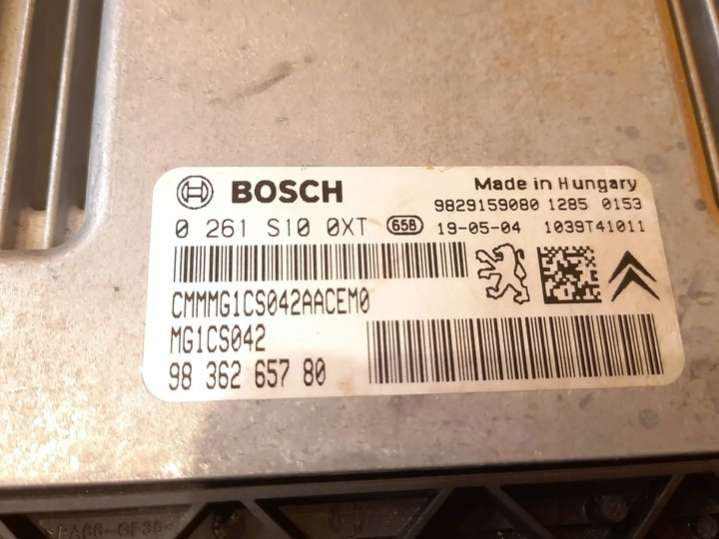 BOSCH
Made in Hungary
9829159080 1285 0153
0 261 S10 0XT 658 19-05-04 1039T41011
CMMMG1CS042AACEM0
MG1CS042
98 362 657 80